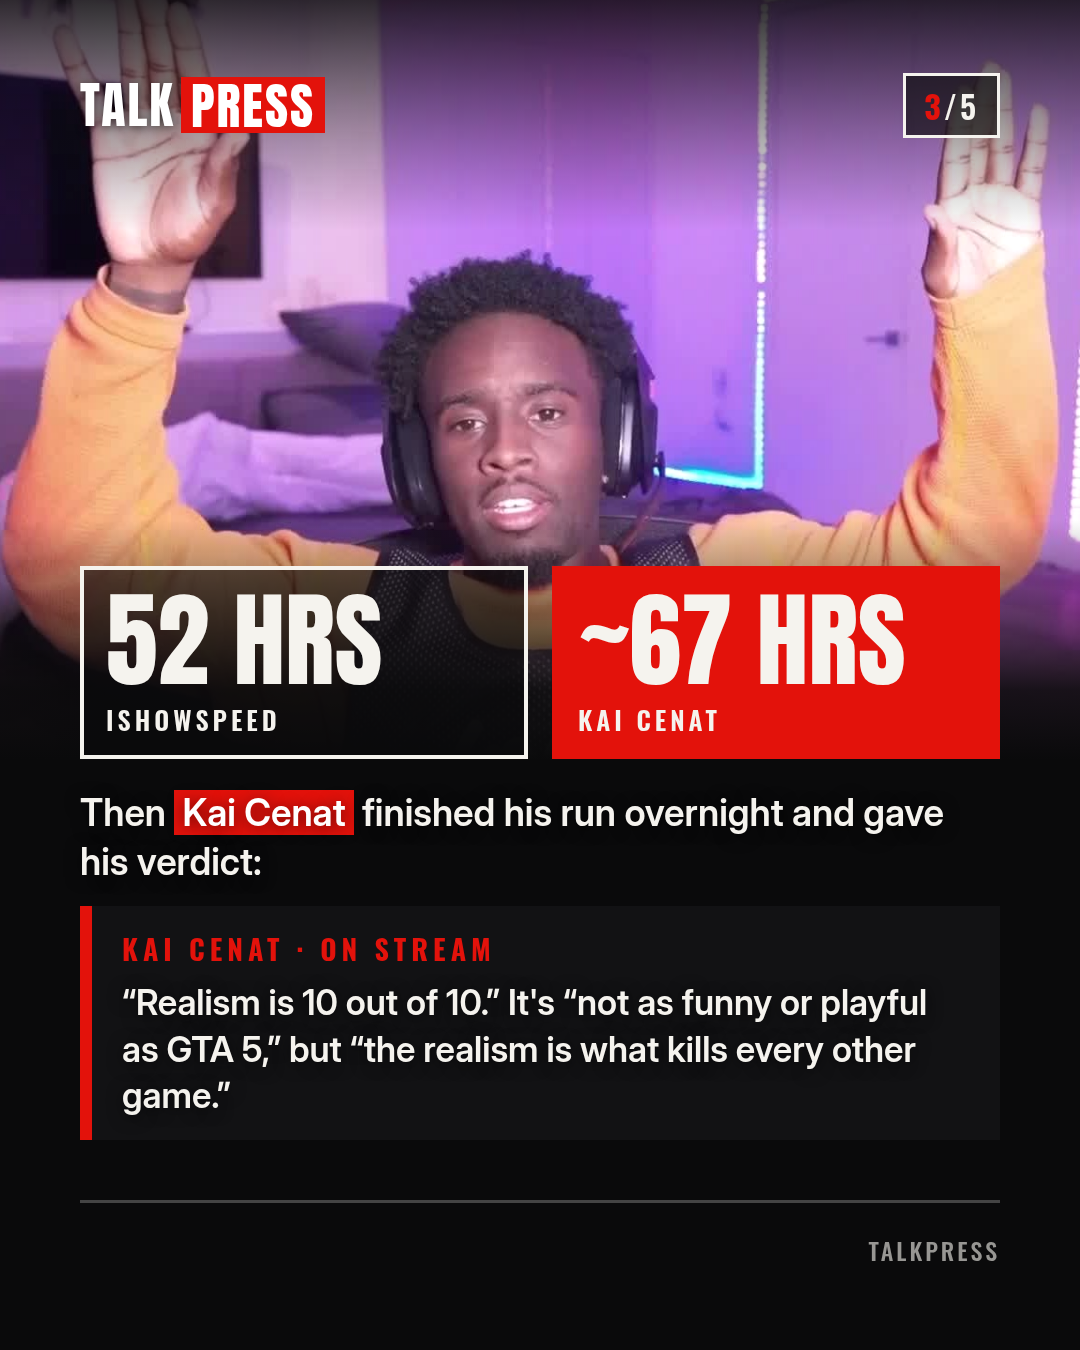 TALK PRESS
3/5
52 HRS
ISHOWSPEED
~67 HRS
KAI CENAT
Then Kai Cenat finished his run overnight and gave
his verdict:
KAI CENAT · ON STREAM
“Realism is 10 out of 10.” It's “not as funny or playful
as GTA 5,” but “the realism is what kills every other
game.”
TALKPRESS